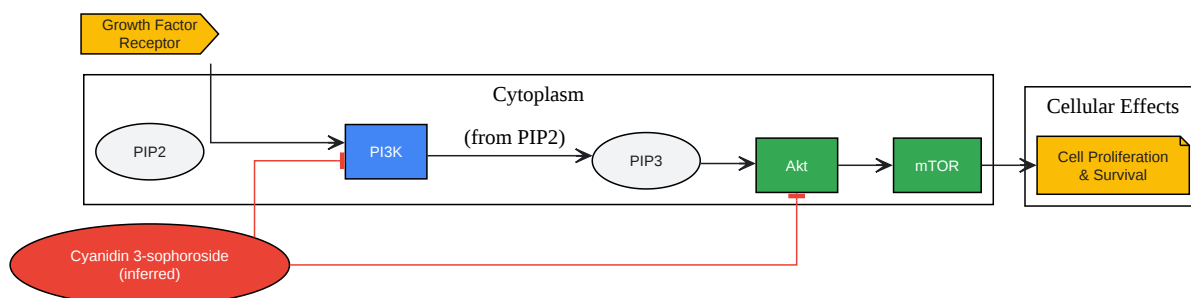 Growth Factor
Receptor
Cytoplasm
Cellular Effects
(from PIP2)
PIP2
PI3K
PIP3
Akt
mTOR
Cell Proliferation
& Survival
Cyanidin 3-sophoroside
(inferred)